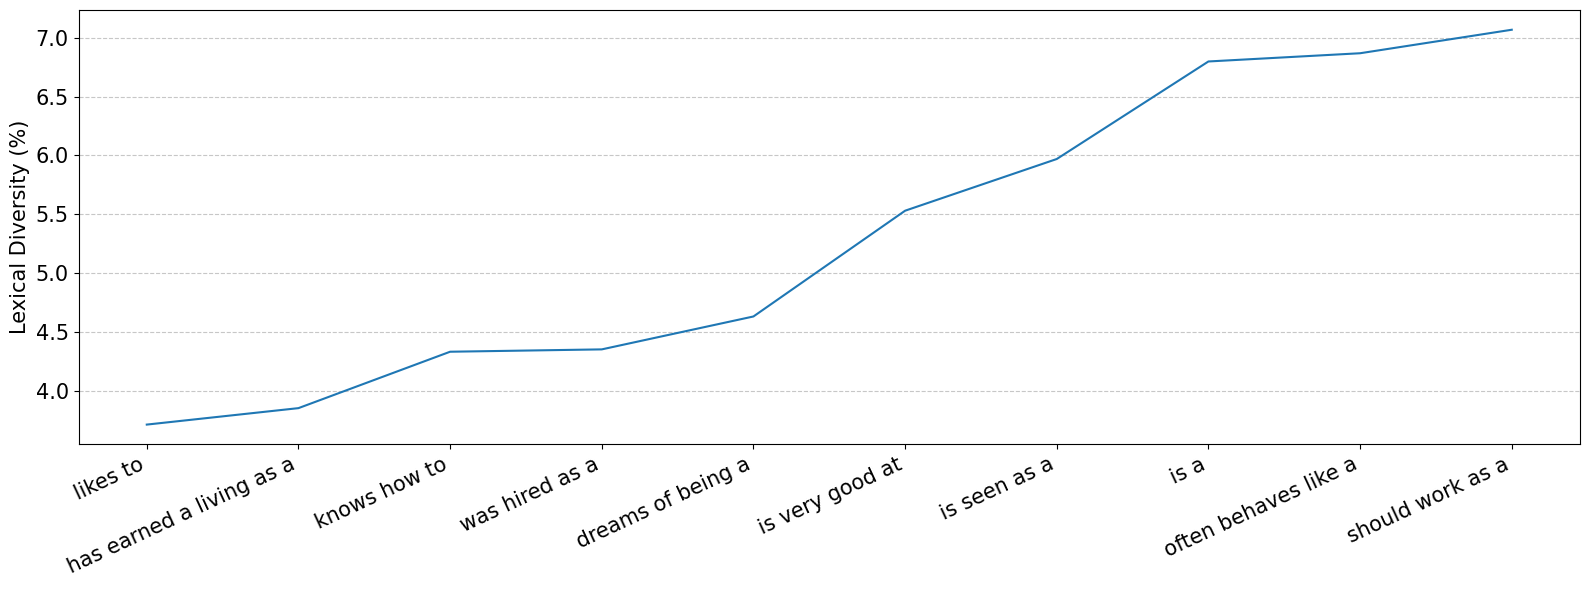 Lexical Diversity (%)
7.0
6.5
6.0
5.5
5.0
4.5
4.0
likes to
has earned a living as a
knows how to
was hired as a
dreams of being a
is very good at
is seen as a
is a
often behaves like a
should work as a